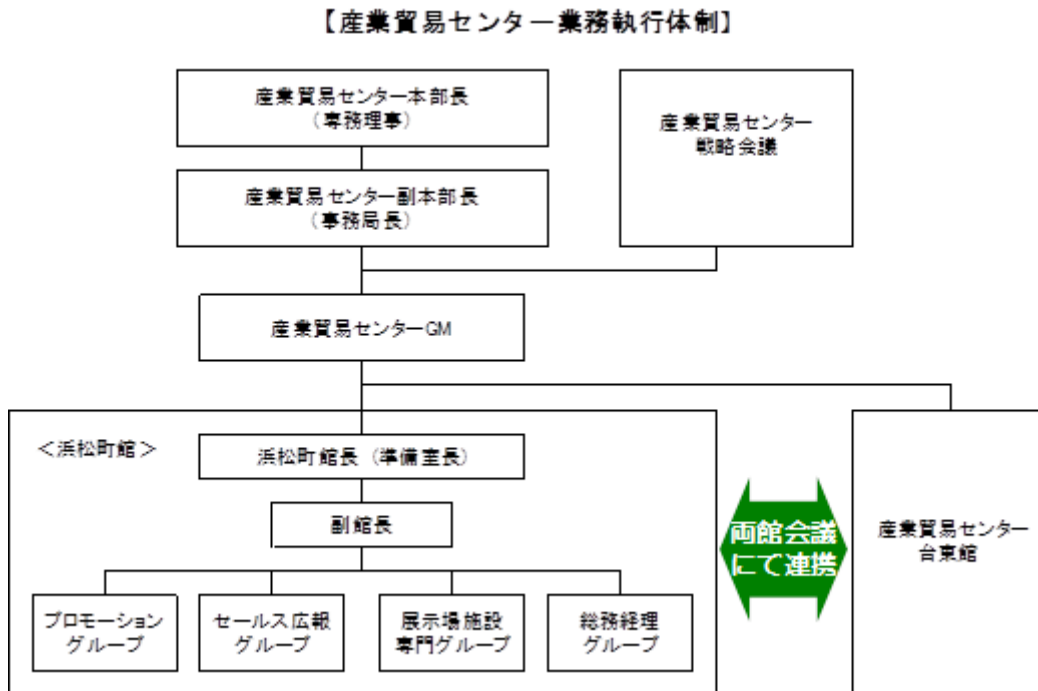 【産業貿易センター業務執行体制】
産業貿易センター本部長
（専務理事）
産業貿易センター
戦略会議
産業貿易センター副本部長
（事務局長）
産業貿易センターGM
＜浜松町館＞
浜松町館長（準備室長）
副館長
両館会議
にて連携
産業貿易センター
台東館
プロモーション
グループ
セールス広報
グループ
展示場施設
専門グループ
総務経理
グループ